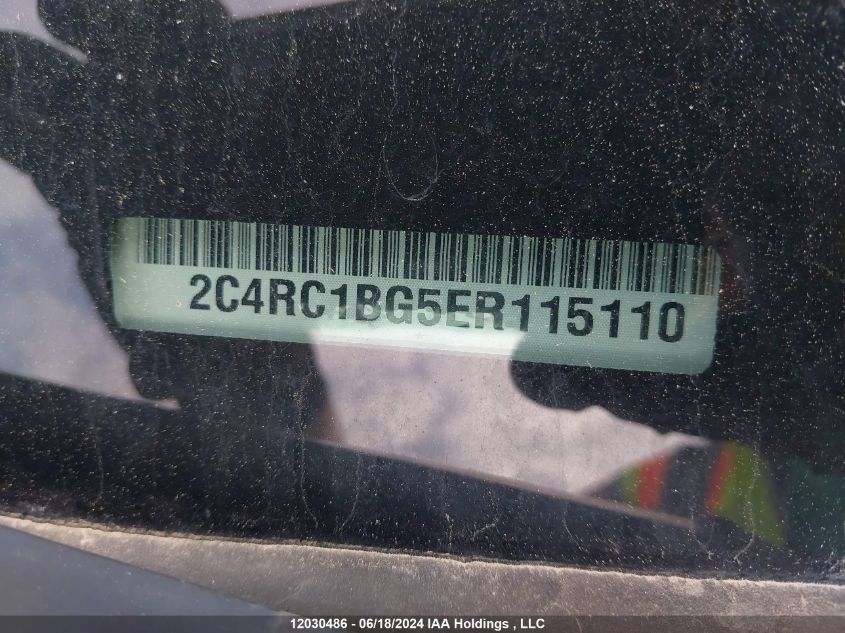 2C4RC1BG5ER115110
12030486 - 06/18/2024 IAA Holdings , LLC